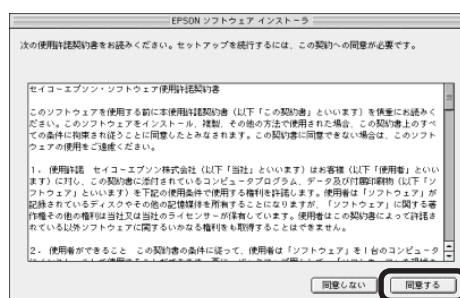 EPSON ソフトウェア インストーラ
次の使用許諾契約書をお読みください。セットアップを続行するには、この契約への同意が必要です。
セイコーエプソン・ソフトウェア使用許諾契約書
このソフトウェアを使用する前に本使用許諾契約書（以下「この契約書」といいます）を慎重にお読みく
ださい。このソフトウェアをインストール、複製、その他の方法で使用された場合、この契約書上のすべ
ての条件に拘束され従うことに同意したとみなされます。この契約書に同意できない場合は、このソフト
ウェアの使用をご遠慮ください。
１．使用許諾　セイコーエプソン株式会社（以下「当社」といいます）はお客様（以下「使用者」といい
ます）に対し、この契約書に添付されているコンピュータプログラム、データ及び付属印刷物（以下「ソ
フトウェア」といいます）を下記の使用条件で使用する権利を許諾します。使用者は「ソフトウェア」が
記録されているディスクやその他の記憶媒体を所有することになりますが、「ソフトウェア」に関する著
作権その他の権利は当社又は当社のライセンサーが保有しています。使用者はこの契約書によって許諾さ
れている以外ソフトウェアに関するいかなる権利をも取得することはできません。
２．使用者ができること　この契約書の条件に従って、使用者は「ソフトウェア」を１台のコンピュータ
同意しない
同意する